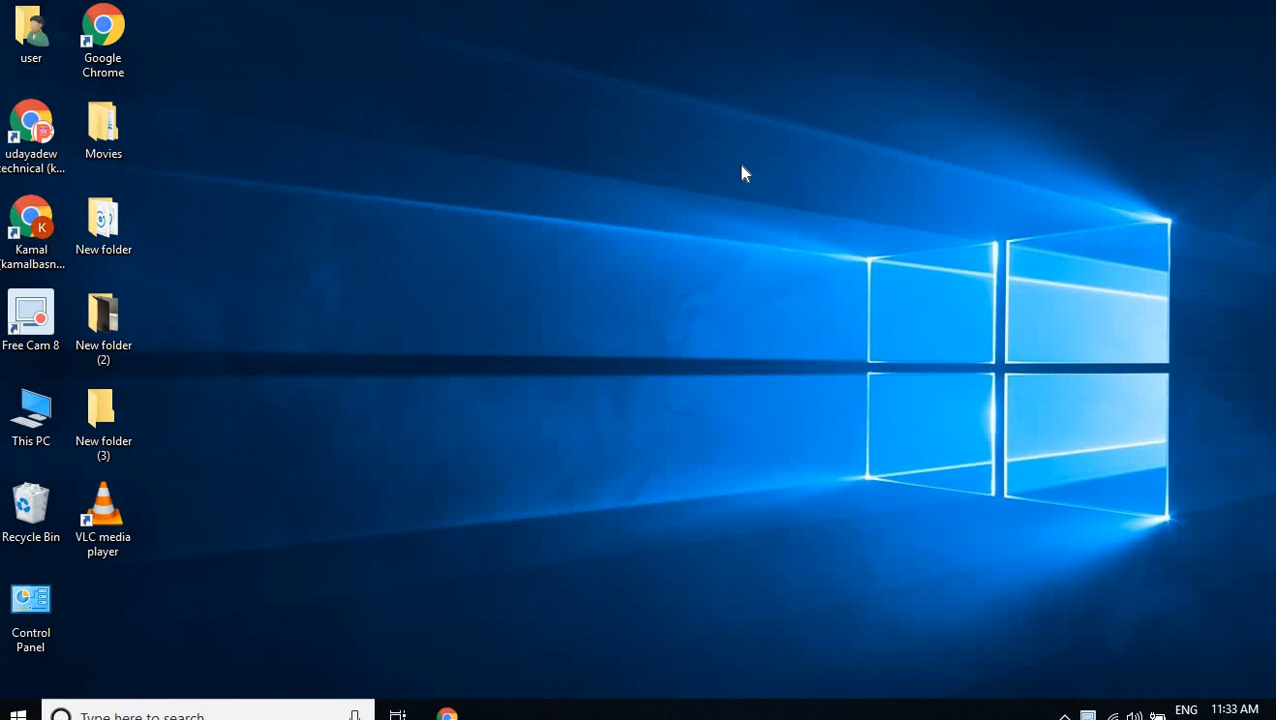 user
Google
Chrome
udayadew
technical (k...
Movies
K
Kamal
(kamalbasn...
New folder
Free Cam 8
New folder
(2)
This PC
New folder
(3)
Recycle Bin
VLC media
player
Control
Panel
Type here to search
ENG
11:33 AM